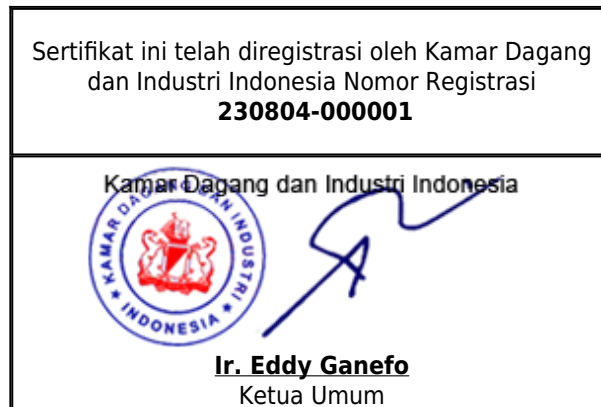 Sertifikat ini telah diregistrasi oleh Kamar Dagang
dan Industri Indonesia Nomor Registrasi
230804-000001
Kamar Dagang dan Industri Indonesia
KAMAR DAGANG DAN INDUSTRI
INDONESIA
Ir. Eddy Ganefo
Ketua Umum